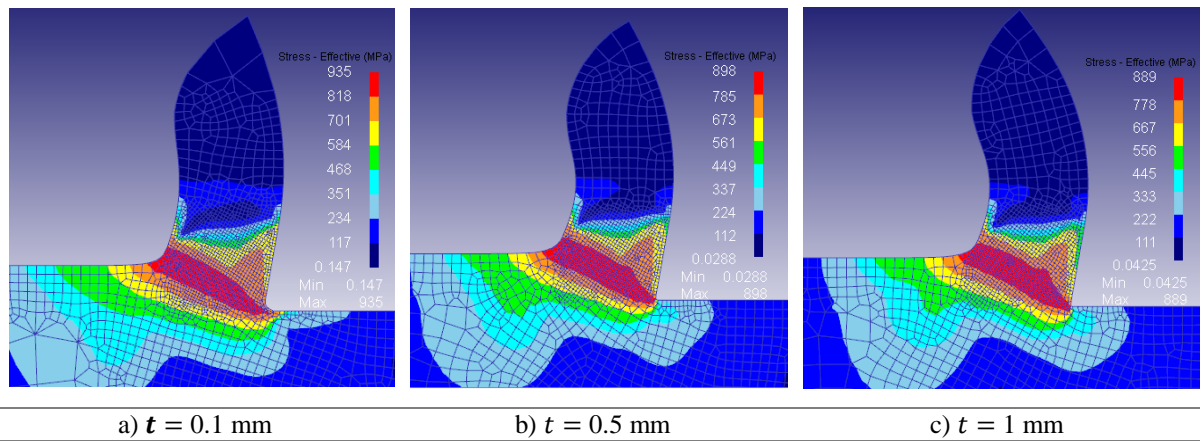 Stress - Effective (MPa)
935
818
701
584
468
351
234
117
0.147
Min 0.147
Max 935
Stress - Effective (MPa)
898
785
673
561
449
337
224
112
0.0288
Min 0.0288
Max 898
Stress - Effective (MPa)
889
778
667
556
445
333
222
111
0.0425
Min 0.0425
Max 889
a) t = 0.1 mm
b) t = 0.5 mm
c) t = 1 mm